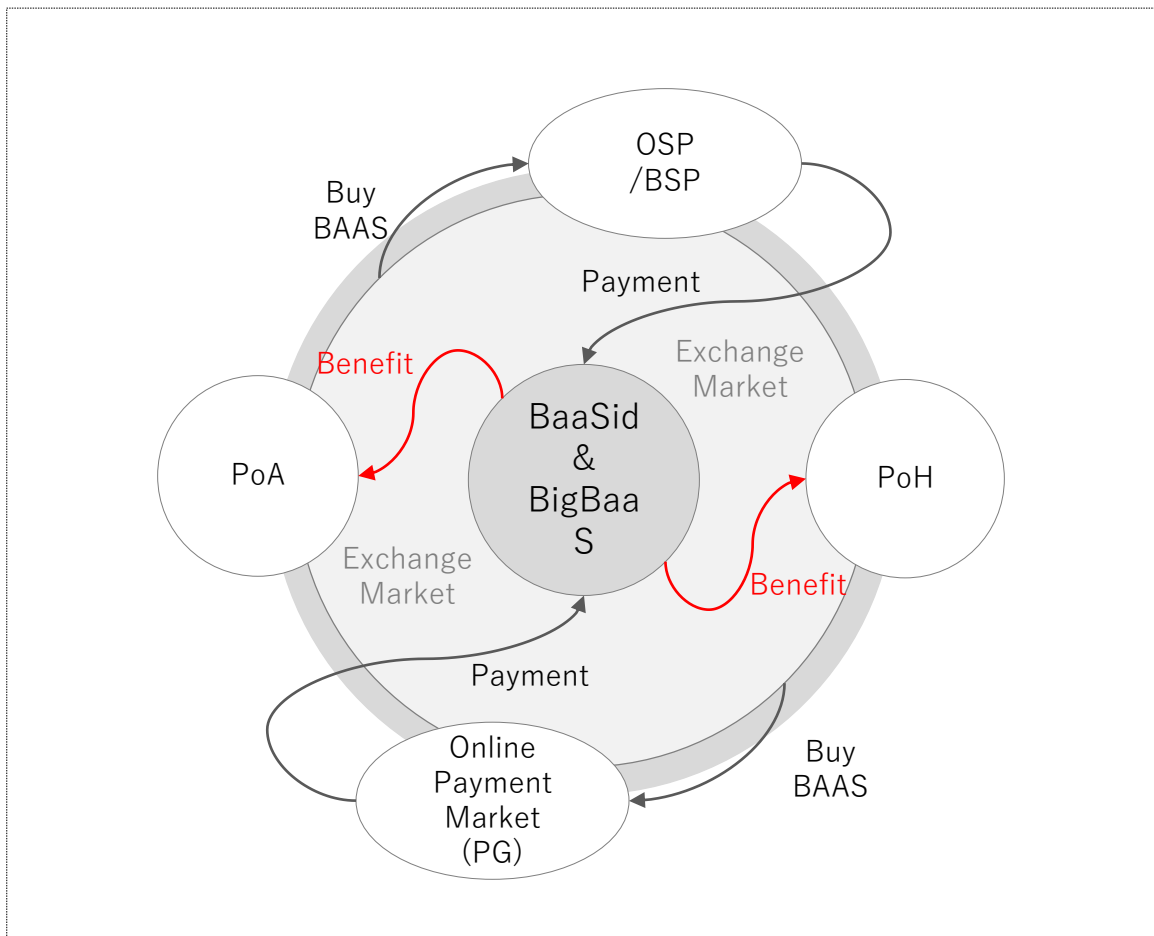 OSP
/BSP
Buy
BAAS
Payment
Benefit
Exchange
Market
BaaSid
&
BigBaa
S
PoA
PoH
Exchange
Market
Benefit
Payment
Online
Payment
Market
(PG)
Buy
BAAS